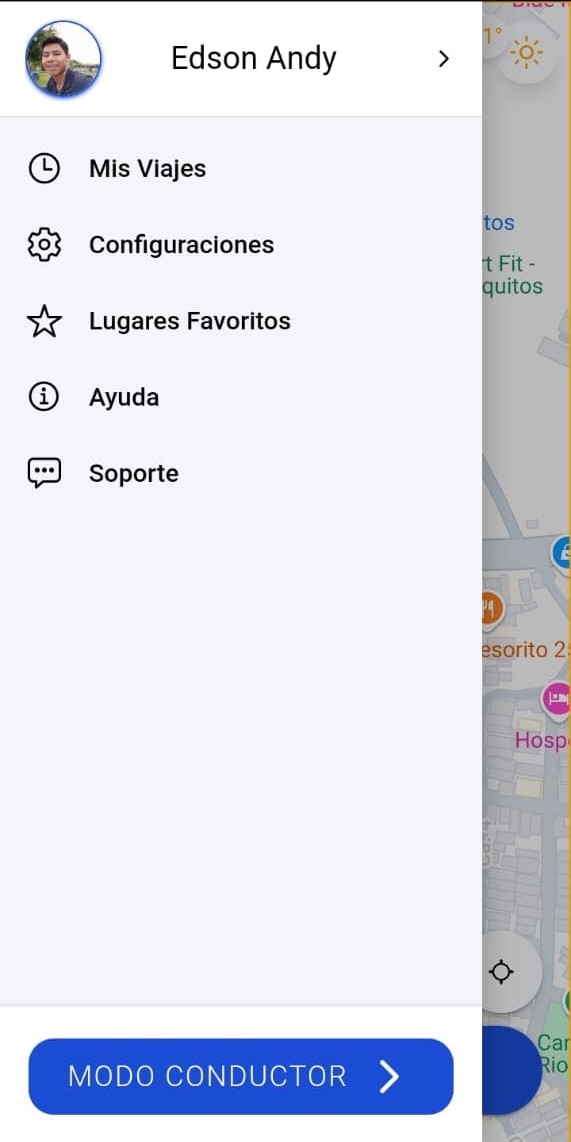 Edson Andy
1°
Mis Viajes
Configuraciones
tos
t Fit -
quitos
Lugares Favoritos
Ayuda
Soporte
esorito 2
Hosp
Car
Rio
MODO CONDUCTOR